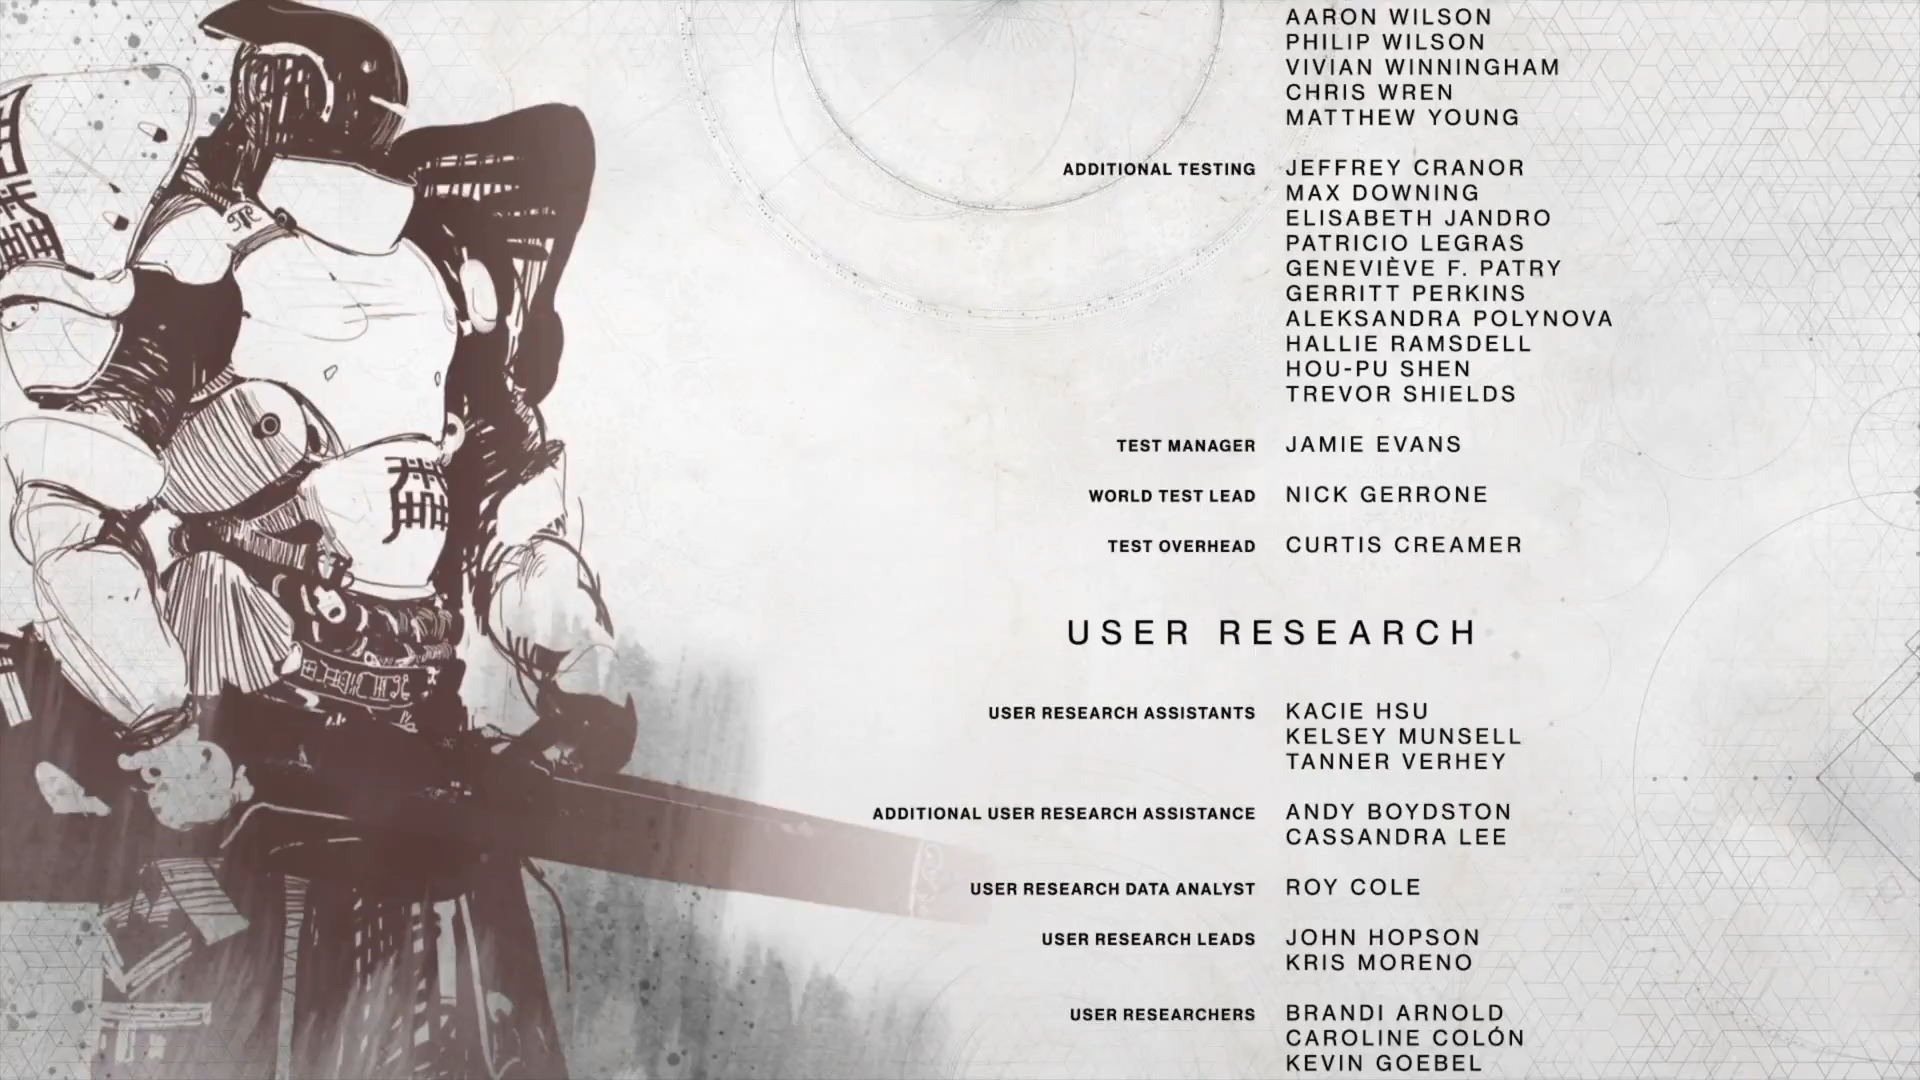 AARON WILSON
PHILIP WILSON
VIVIAN WINNINGHAM
CHRIS WREN
MATTHEW YOUNG
ADDITIONAL TESTING JEFFREY CRANOR
MAX DOWNING
ELISABETH JANDRO
PATRICIO LEGRAS
GENEVIÈVE F. PATRY
GERRITT PERKINS
ALEKSANDRA POLYNOVA
HALLIE RAMSDELL
HOU-PU SHEN
TREVOR SHIELDS
TEST MANAGER JAMIE EVANS
WORLD TEST LEAD NICK GERRONE
TEST OVERHEAD CURTIS CREAMER
USER RESEARCH
USER RESEARCH ASSISTANTS KACIE HSU
KELSEY MUNSELL
TANNER VERHEY
ADDITIONAL USER RESEARCH ASSISTANCE ANDY BOYDSTON
CASSANDRA LEE
USER RESEARCH DATA ANALYST ROY COLE
USER RESEARCH LEADS JOHN HOPSON
KRIS MORENO
USER RESEARCHERS BRANDI ARNOLD
CAROLINE COLÓN
KEVIN GOEBEL